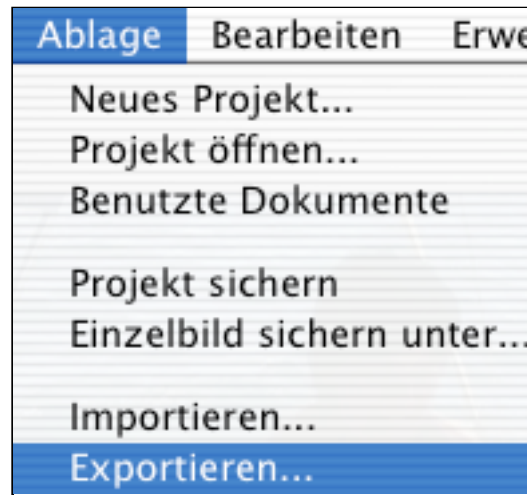 Ablage Bearbeiten
Neues Projekt...
Projekt öffnen...
Benutzte Dokumente
Projekt sichern
Einzelbild sichern unter...
Importieren...
Exportieren...